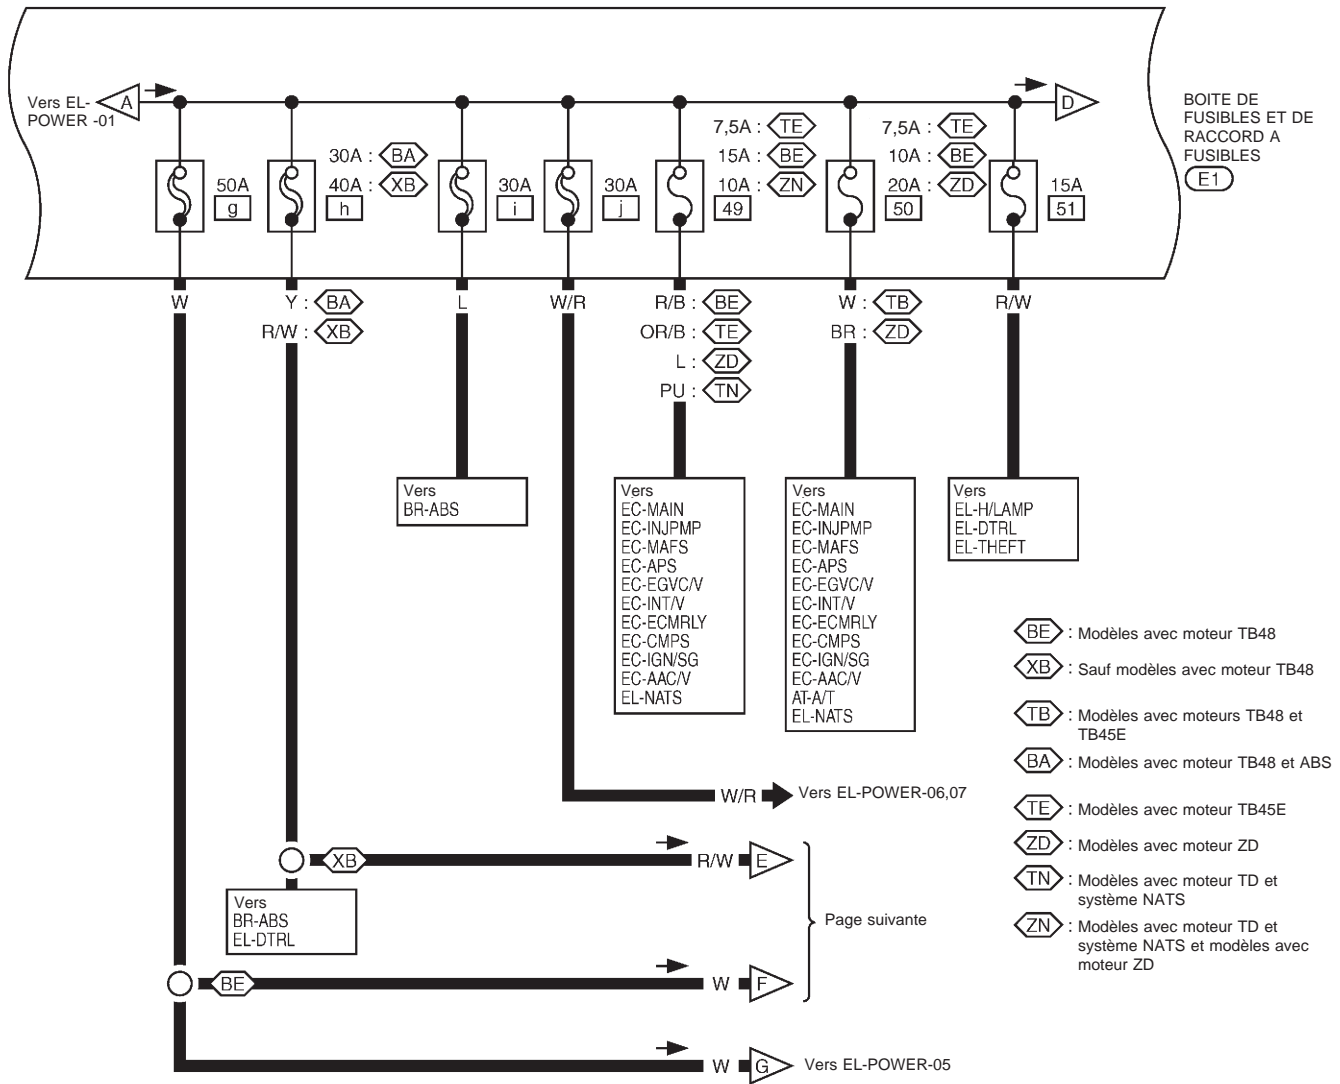 Vers EL-
POWER -01
A
D
BOITE DE
FUSIBLES ET DE
RACCORD A
FUSIBLES
E1
50A
g
30A : BA
40A : XB
h
30A
i
30A
j
7,5A : TE
15A : BE
10A : ZN
49
7,5A : TE
10A : BE
20A : ZD
50
15A
51
W
Y : BA
R/W : XB
L
W/R
R/B : BE
OR/B : TE
L : ZD
PU : TN
W : TB
BR : ZD
R/W
Vers
BR-ABS
Vers
EC-MAIN
EC-INJPMP
EC-MAFS
EC-APS
EC-EGVC/V
EC-INT/V
EC-ECMRLY
EC-CMPS
EC-IGN/SG
EC-AAC/V
EL-NATS
Vers
EC-MAIN
EC-INJPMP
EC-MAFS
EC-APS
EC-EGVC/V
EC-INT/V
EC-ECMRLY
EC-CMPS
EC-IGN/SG
EC-AAC/V
AT-A/T
EL-NATS
Vers
EL-H/LAMP
EL-DTRL
EL-THEFT
BE : Modèles avec moteur TB48
XB : Sauf modèles avec moteur TB48
TB : Modèles avec moteurs TB48 et
TB45E
BA : Modèles avec moteur TB48 et ABS
TE : Modèles avec moteur TB45E
ZD : Modèles avec moteur ZD
TN : Modèles avec moteur TD et
système NATS
ZN : Modèles avec moteur TD et
système NATS et modèles avec
moteur ZD
W/R Vers EL-POWER-06,07
XB R/W E
Vers
BR-ABS
EL-DTRL
Page suivante
BE W F
W G Vers EL-POWER-05